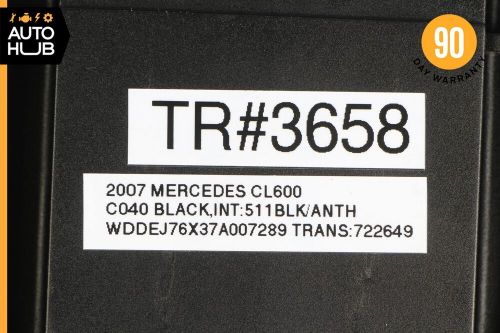 AUTO
HUB
90
DAY WARRANTY
TR#3658
2007 MERCEDES CL600
C040 BLACK,INT:511BLK/ANTH
WDDEJ76X37A007289 TRANS:722649